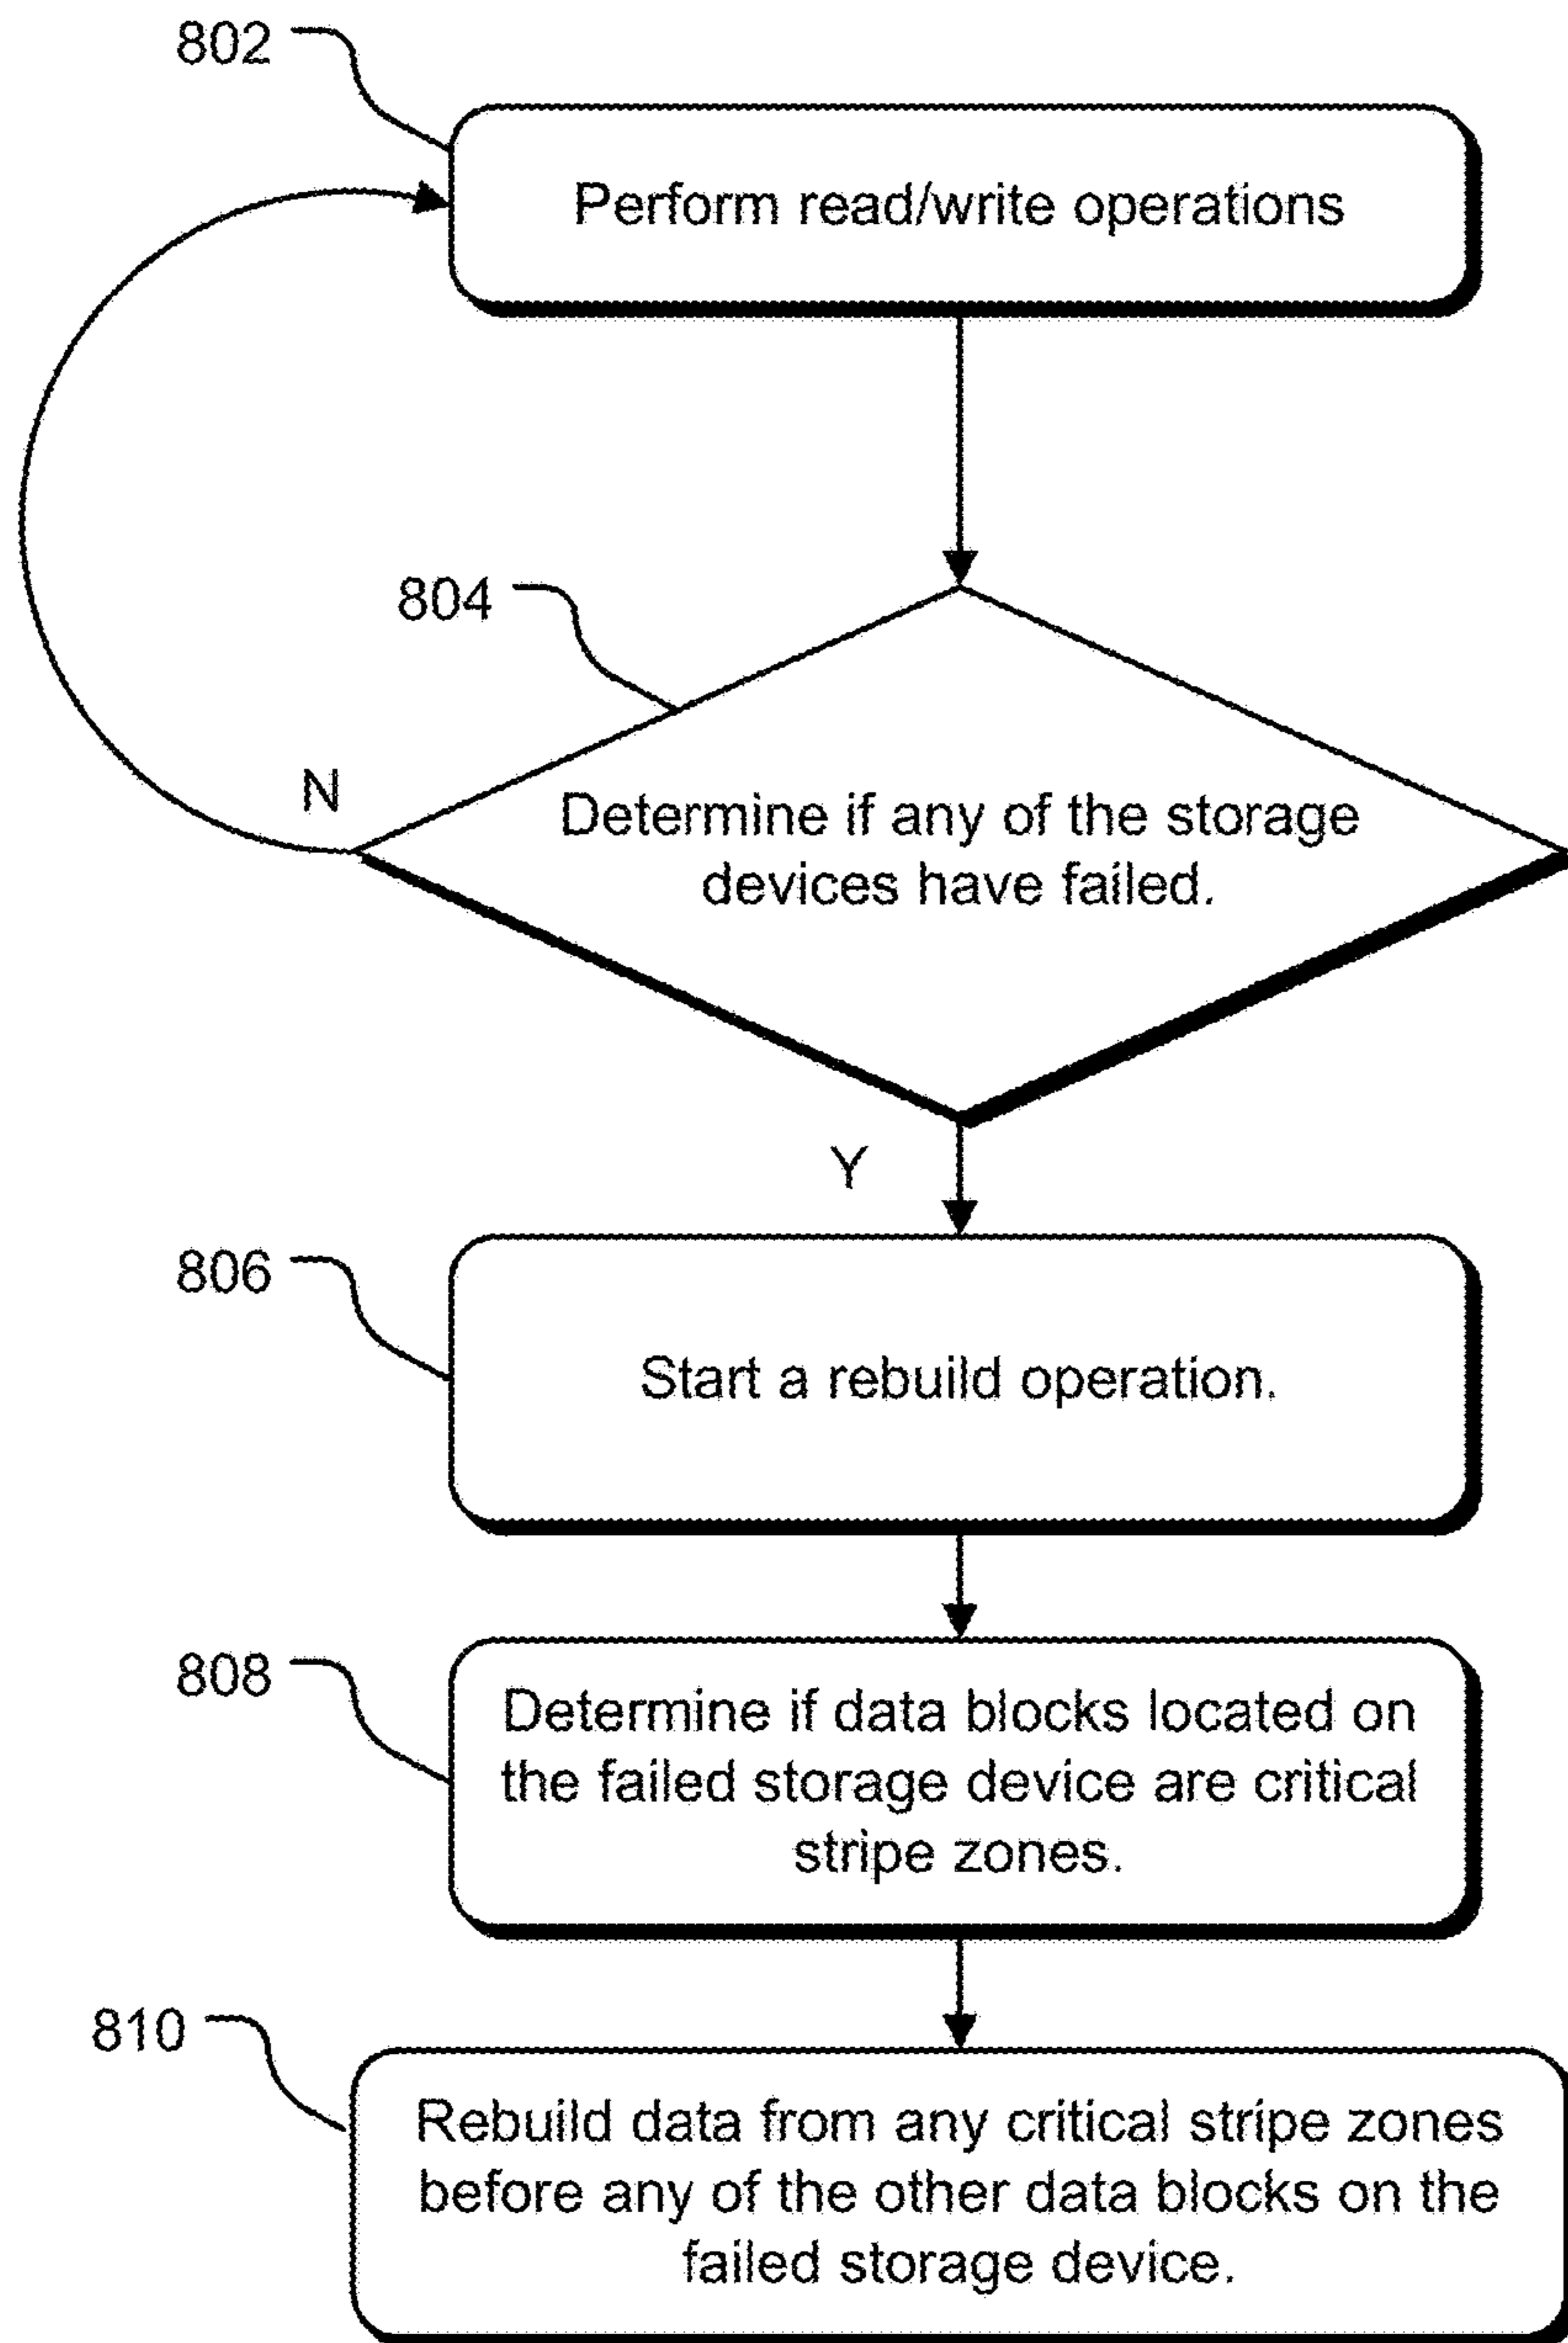 802
Perform read/write operations
804
N
Determine if any of the storage
devices have failed.
Y
806
Start a rebuild operation.
808
Determine if data blocks located on
the failed storage device are critical
stripe zones.
810
Rebuild data from any critical stripe zones
before any of the other data blocks on the
failed storage device.